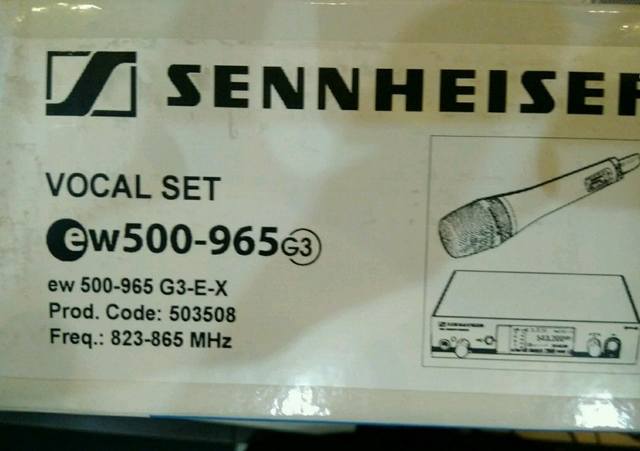 SENNHEISER
VOCAL SET
ew500-965 G3
ew 500-965 G3-E-X
Prod. Code: 503508
Freq.: 823-865 MHz